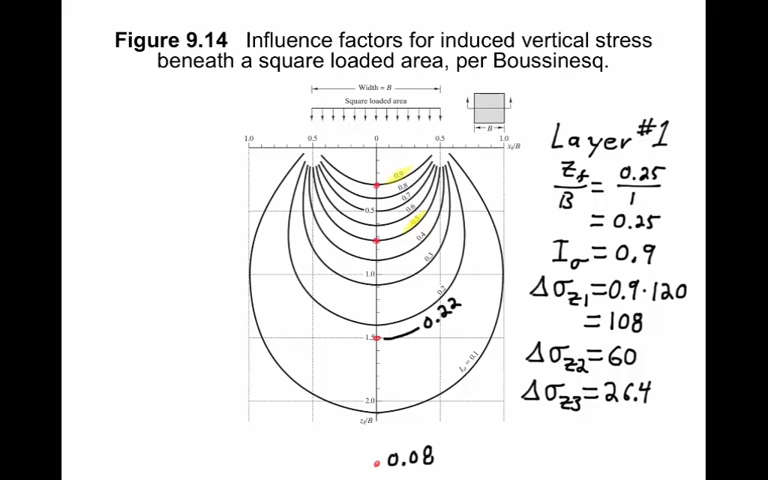 Figure 9.14 Influence factors for induced vertical stress
beneath a square loaded area, per Boussinesq.
Width = B
Square loaded area
B
1.0 0.5 0 0.5 1.0
x_f/B
0.9
0.8
0.7
0.6
0.5
0.5
0.4
0.3
1.0
0.2
0.22
1.5
I_σ = 0.1
2.0
z_f/B
0.08
Layer #1
z_f/B = 0.25/1
= 0.25
I_σ = 0.9
Δσ_z1 = 0.9·120
= 108
Δσ_z2 = 60
Δσ_z3 = 26.4